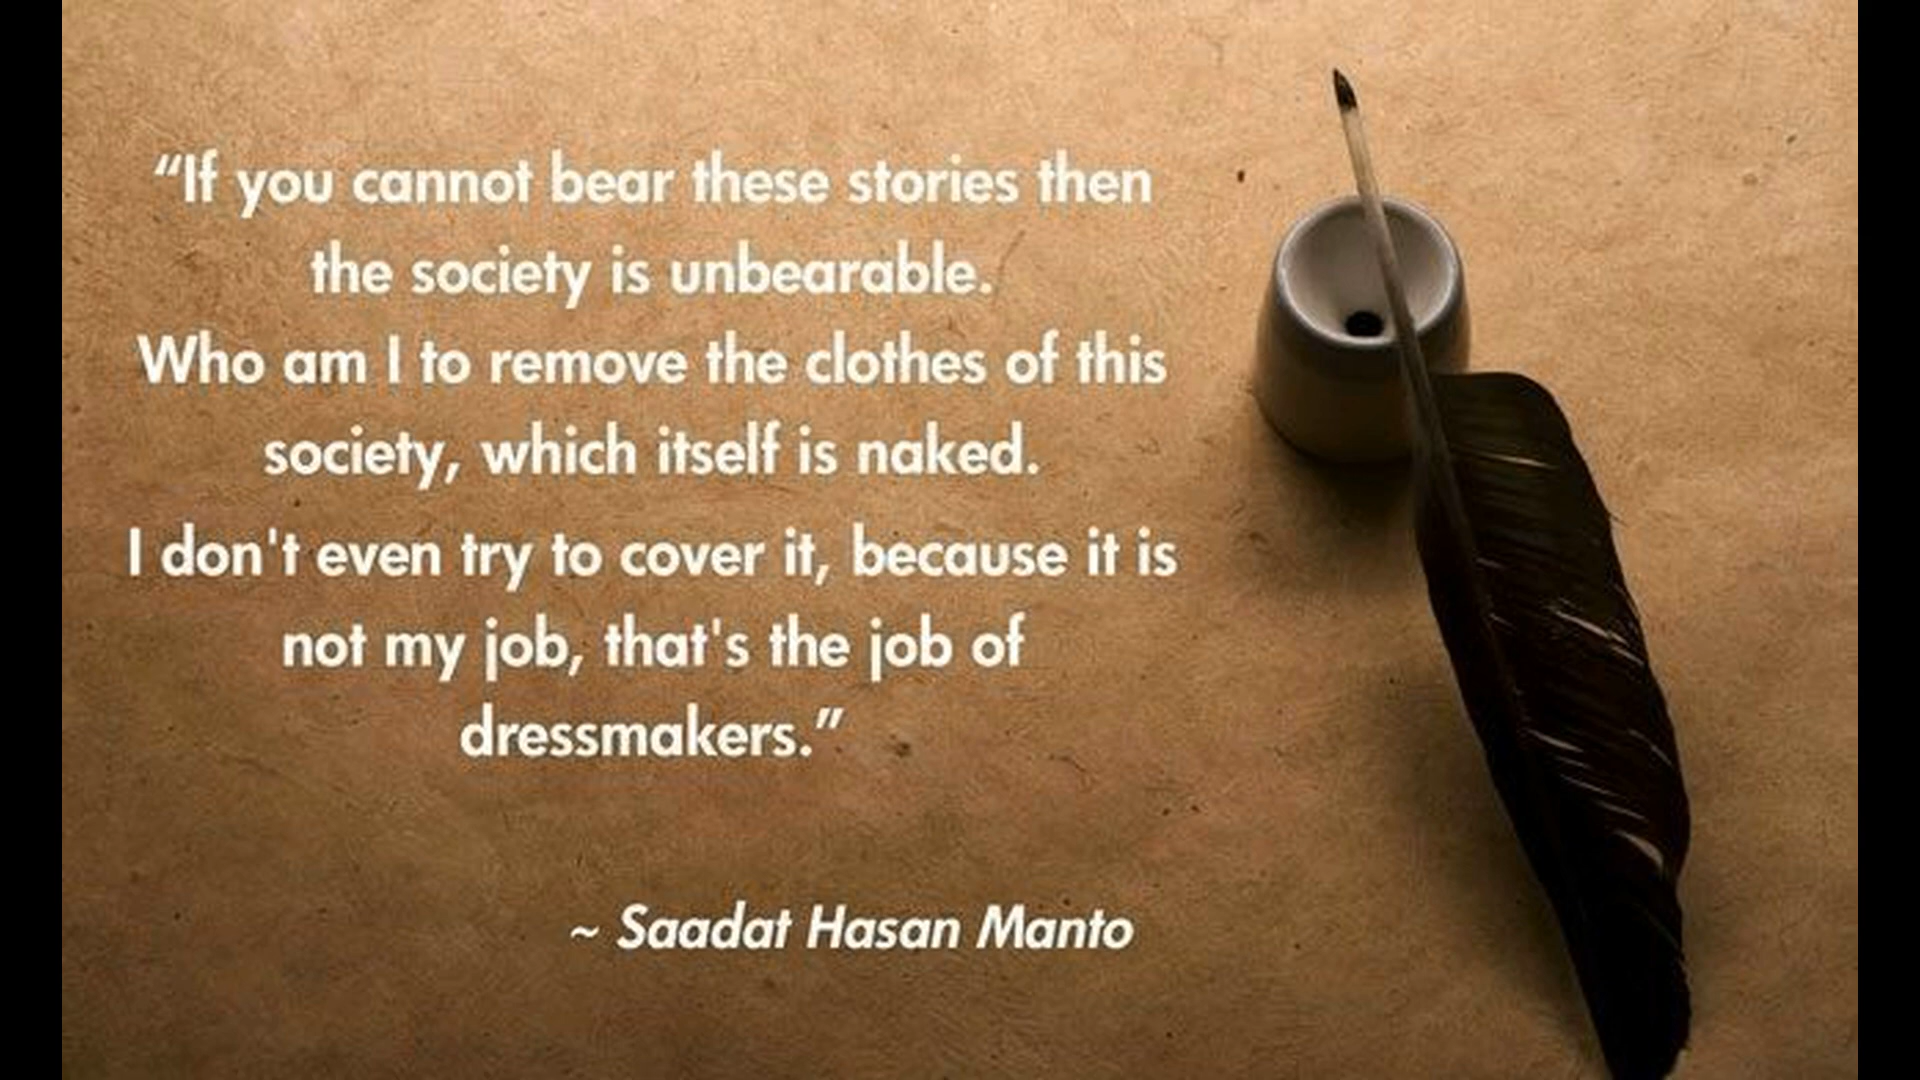 “If you cannot bear these stories then
the society is unbearable.
Who am I to remove the clothes of this
society, which itself is naked.
I don't even try to cover it, because it is
not my job, that's the job of
dressmakers.”
~ Saadat Hasan Manto